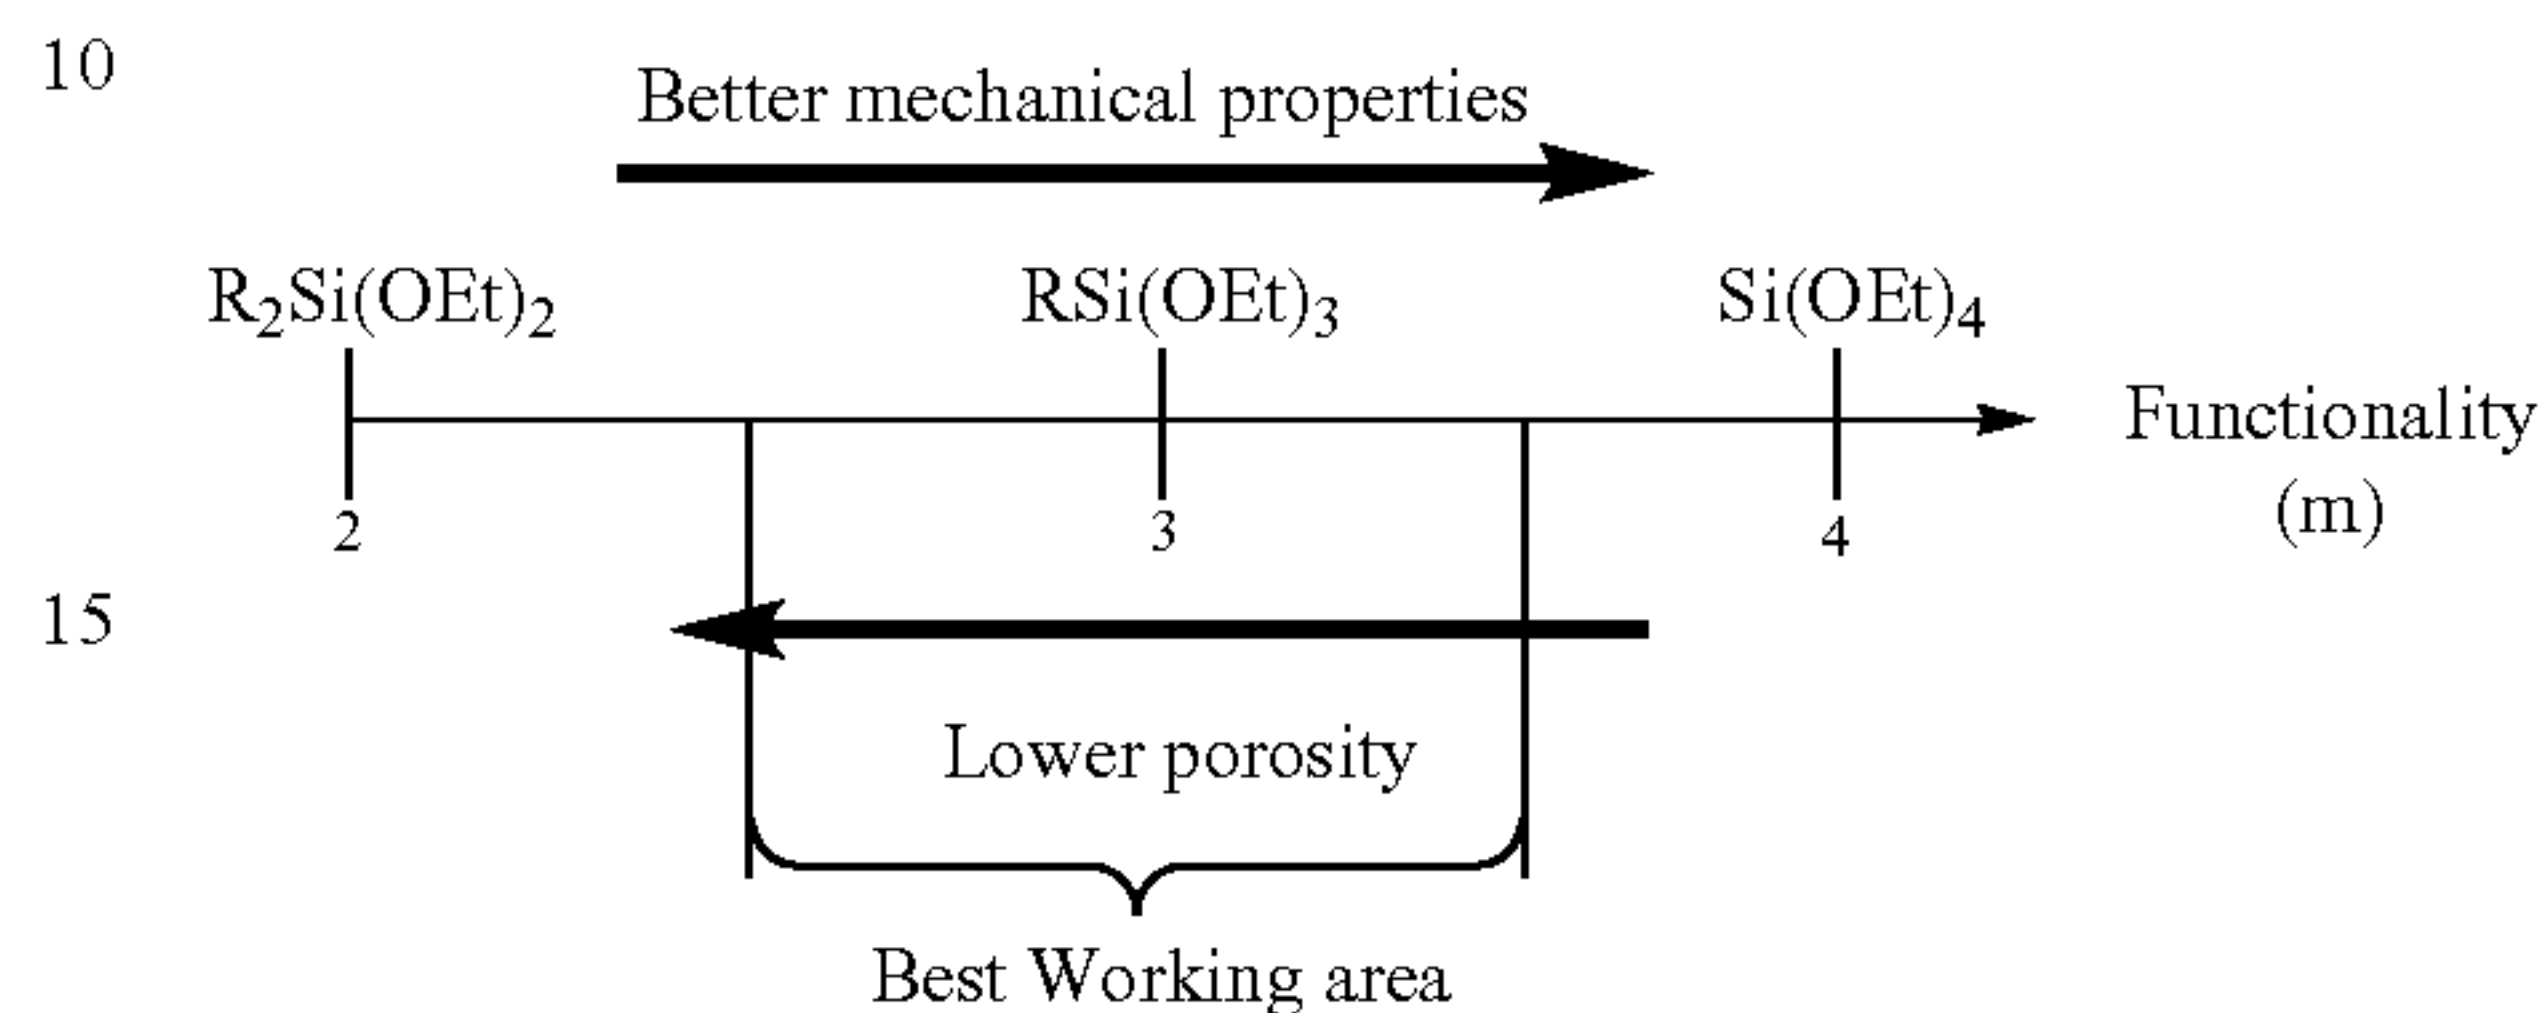 10
Better mechanical properties
R₂Si(OEt)₂ RSi(OEt)₃ Si(OEt)₄
Functionality
(m)
2 3 4
15
Lower porosity
Best Working area